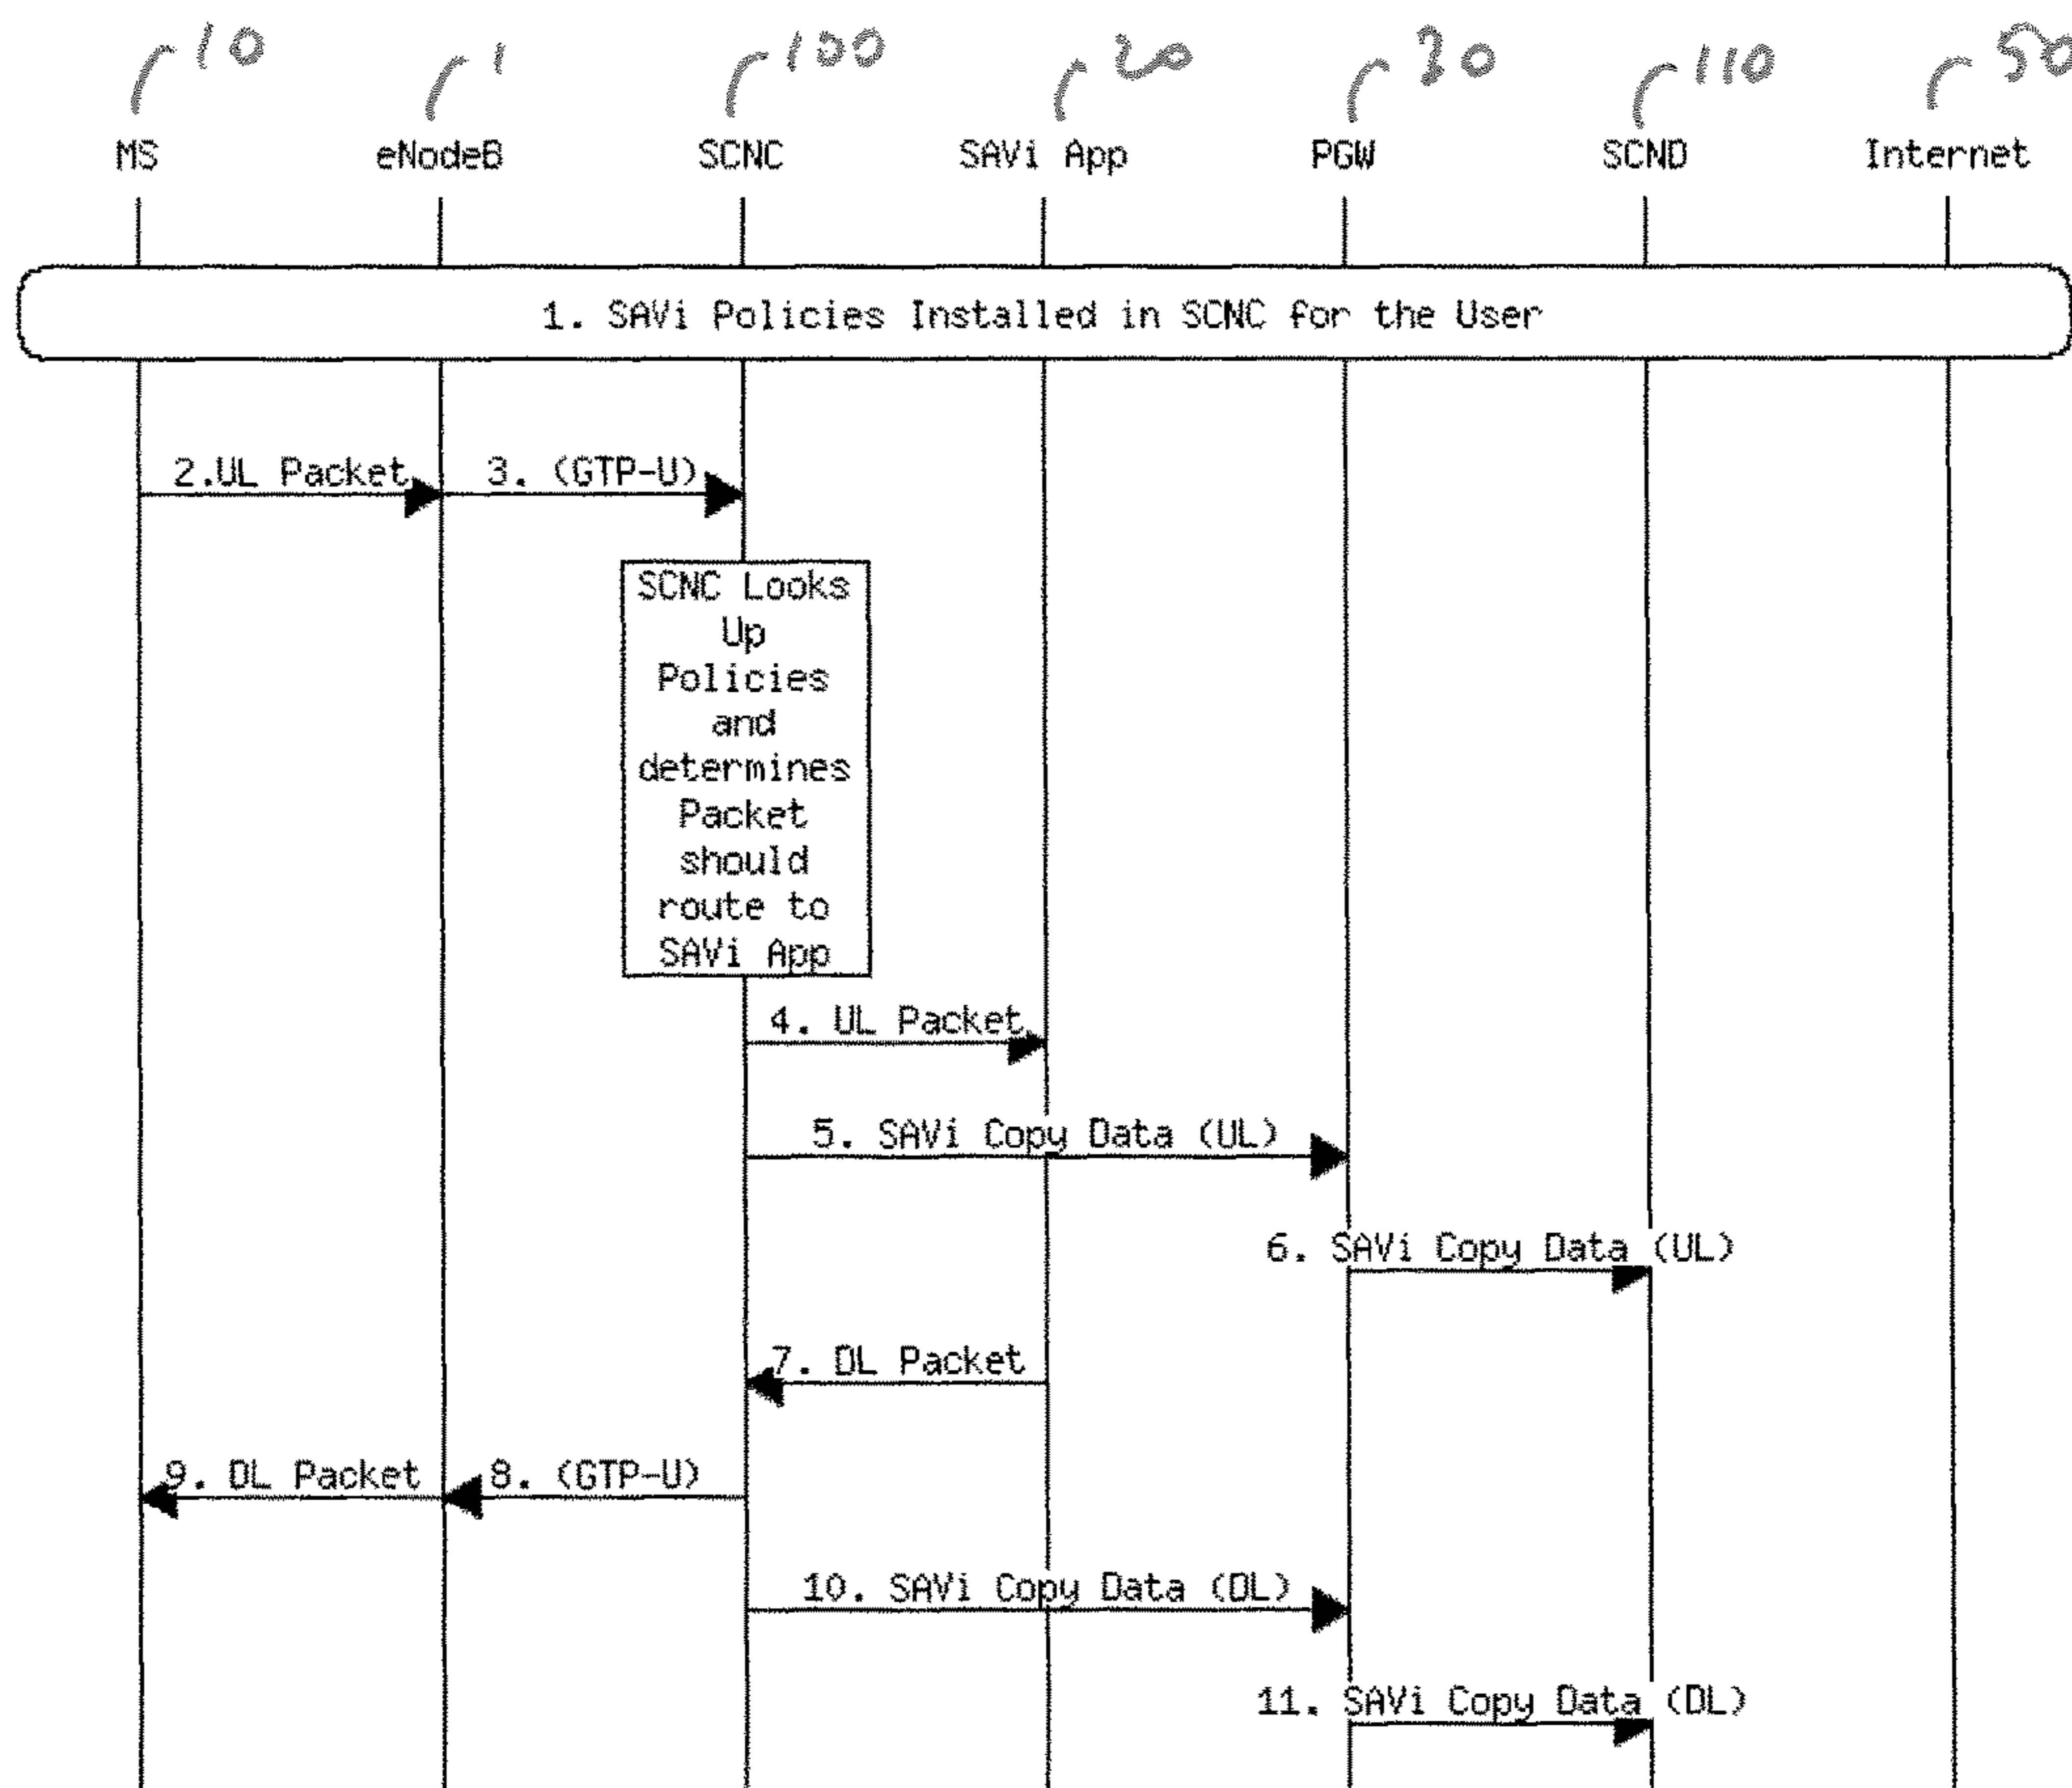 10 1 100 20 30 110 50
MS eNodeB SCNC SAVi App PGW SCND Internet
1. SAVi Policies Installed in SCNC for the User
2.UL Packet 3. (GTP-U)
SCNC Looks
Up
Policies
and
determines
Packet
should
route to
SAVi App
4. UL Packet
5. SAVi Copy Data (UL)
6. SAVi Copy Data (UL)
7. DL Packet
9. DL Packet 8. (GTP-U)
10. SAVi Copy Data (DL)
11. SAVi Copy Data (DL)